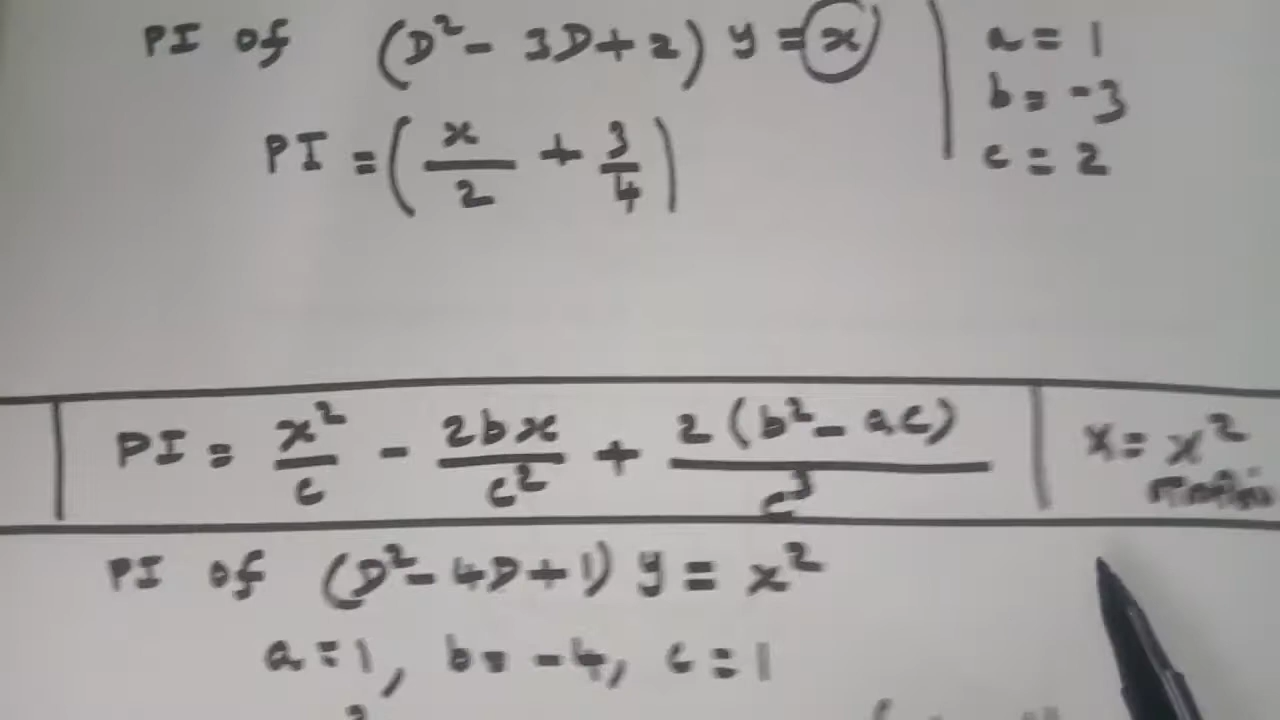 PI of (D² - 3D + 2) y = x
a = 1
b = -3
c = 2
PI = (x/2 + 3/4)
PI = x²/c - 2bx/c² + 2(b² - ac)/c³
x = x²
PI of (D² - 4D + 1) y = x²
a = 1, b = -4, c = 1